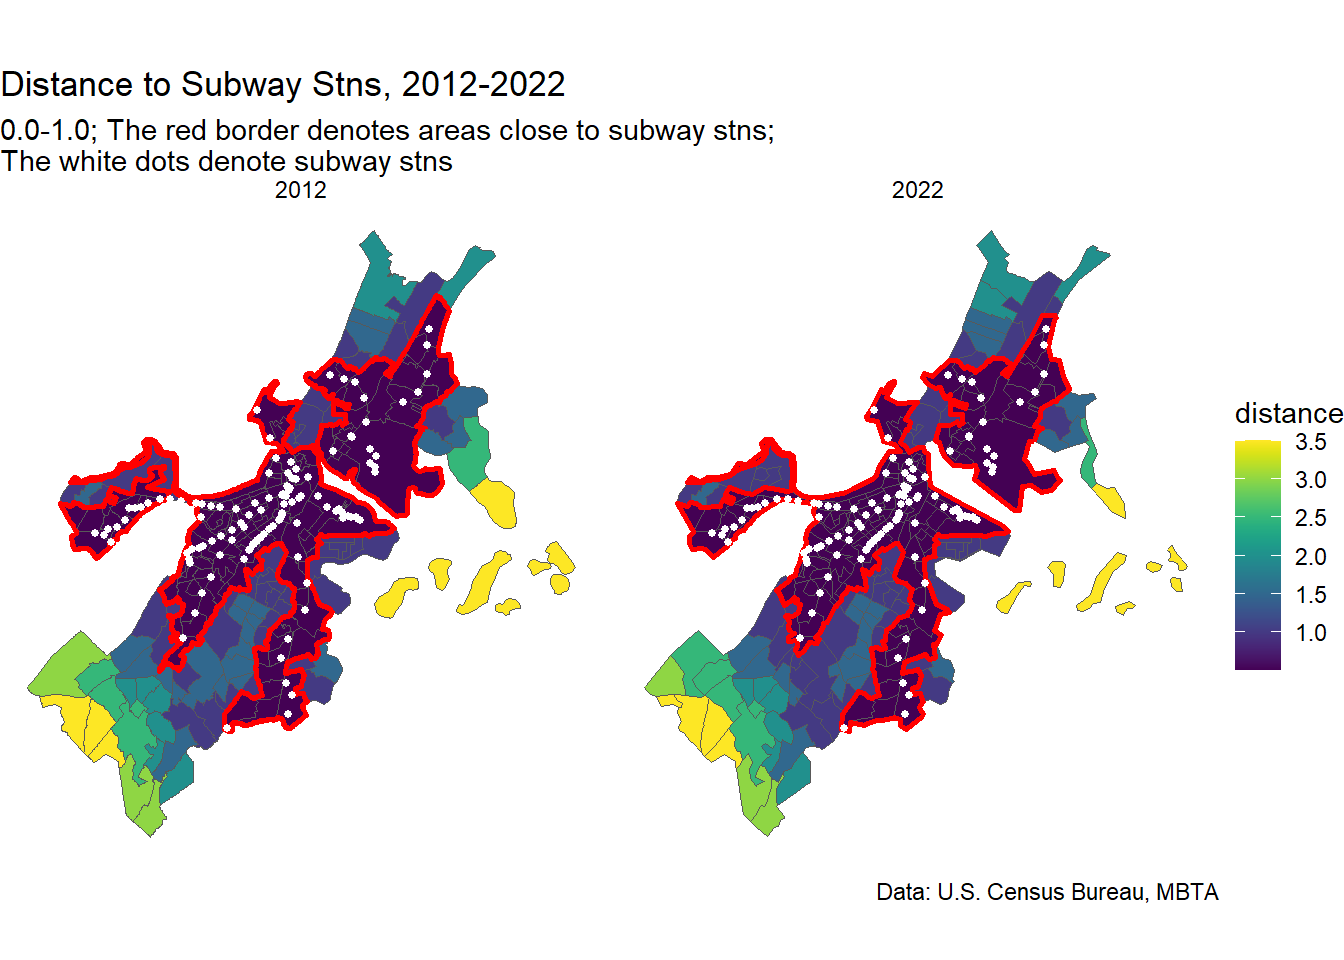 Distance to Subway Stns, 2012-2022
0.0-1.0; The red border denotes areas close to subway stns;
The white dots denote subway stns
2012
2022
distance
3.5
3.0
2.5
2.0
1.5
1.0
Data: U.S. Census Bureau, MBTA